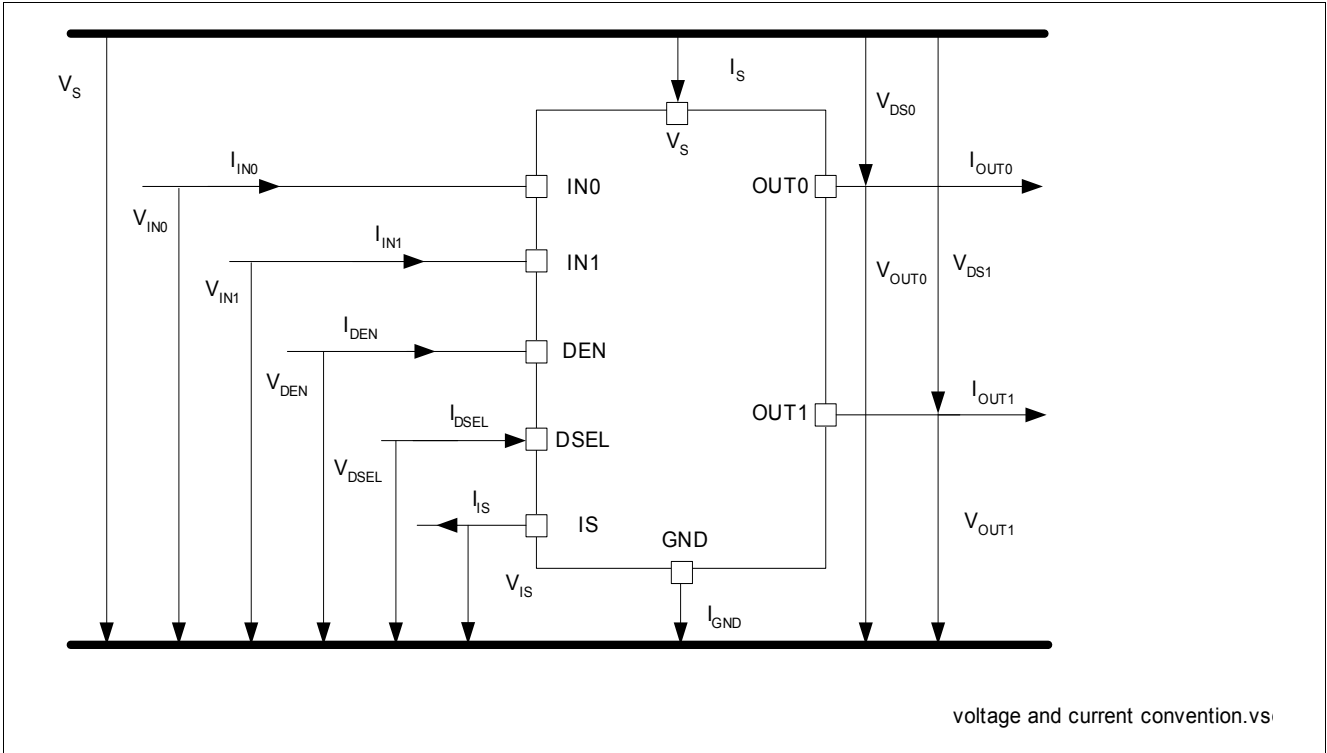 V_S
I_S
V_DS0
V_S
I_IN0
IN0
OUT0
I_OUT0
V_IN0
I_IN1
IN1
V_OUT0
V_DS1
V_IN1
I_DEN
DEN
V_DEN
I_DSEL
OUT1
I_OUT1
DSEL
V_DSEL
I_IS
IS
V_OUT1
GND
V_IS
I_GND
voltage and current convention.vs